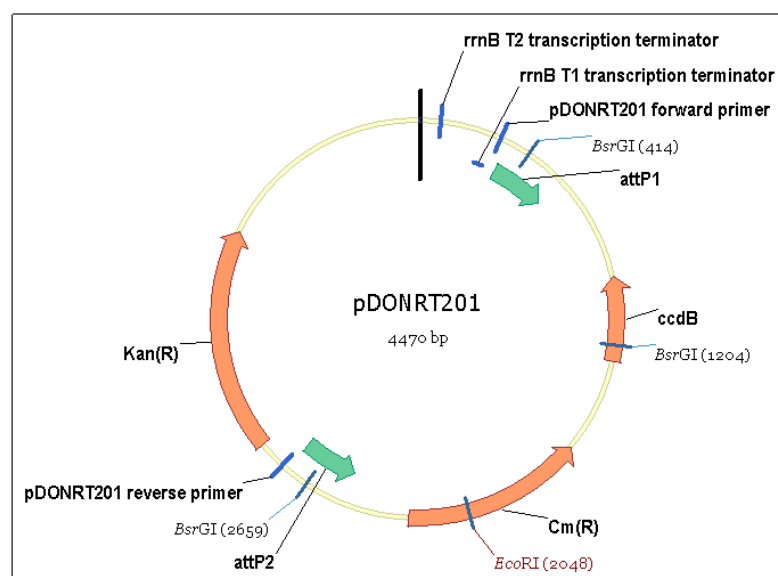 rrnB T2 transcription terminator
rrnB T1 transcription terminator
pDONRT201 forward primer
BsrGI (414)
attP1
pDONRT201
4470 bp
ccdB
BsrGI (1204)
Kan(R)
pDONRT201 reverse primer
BsrGI (2659)
attP2
Cm(R)
EcoRI (2048)